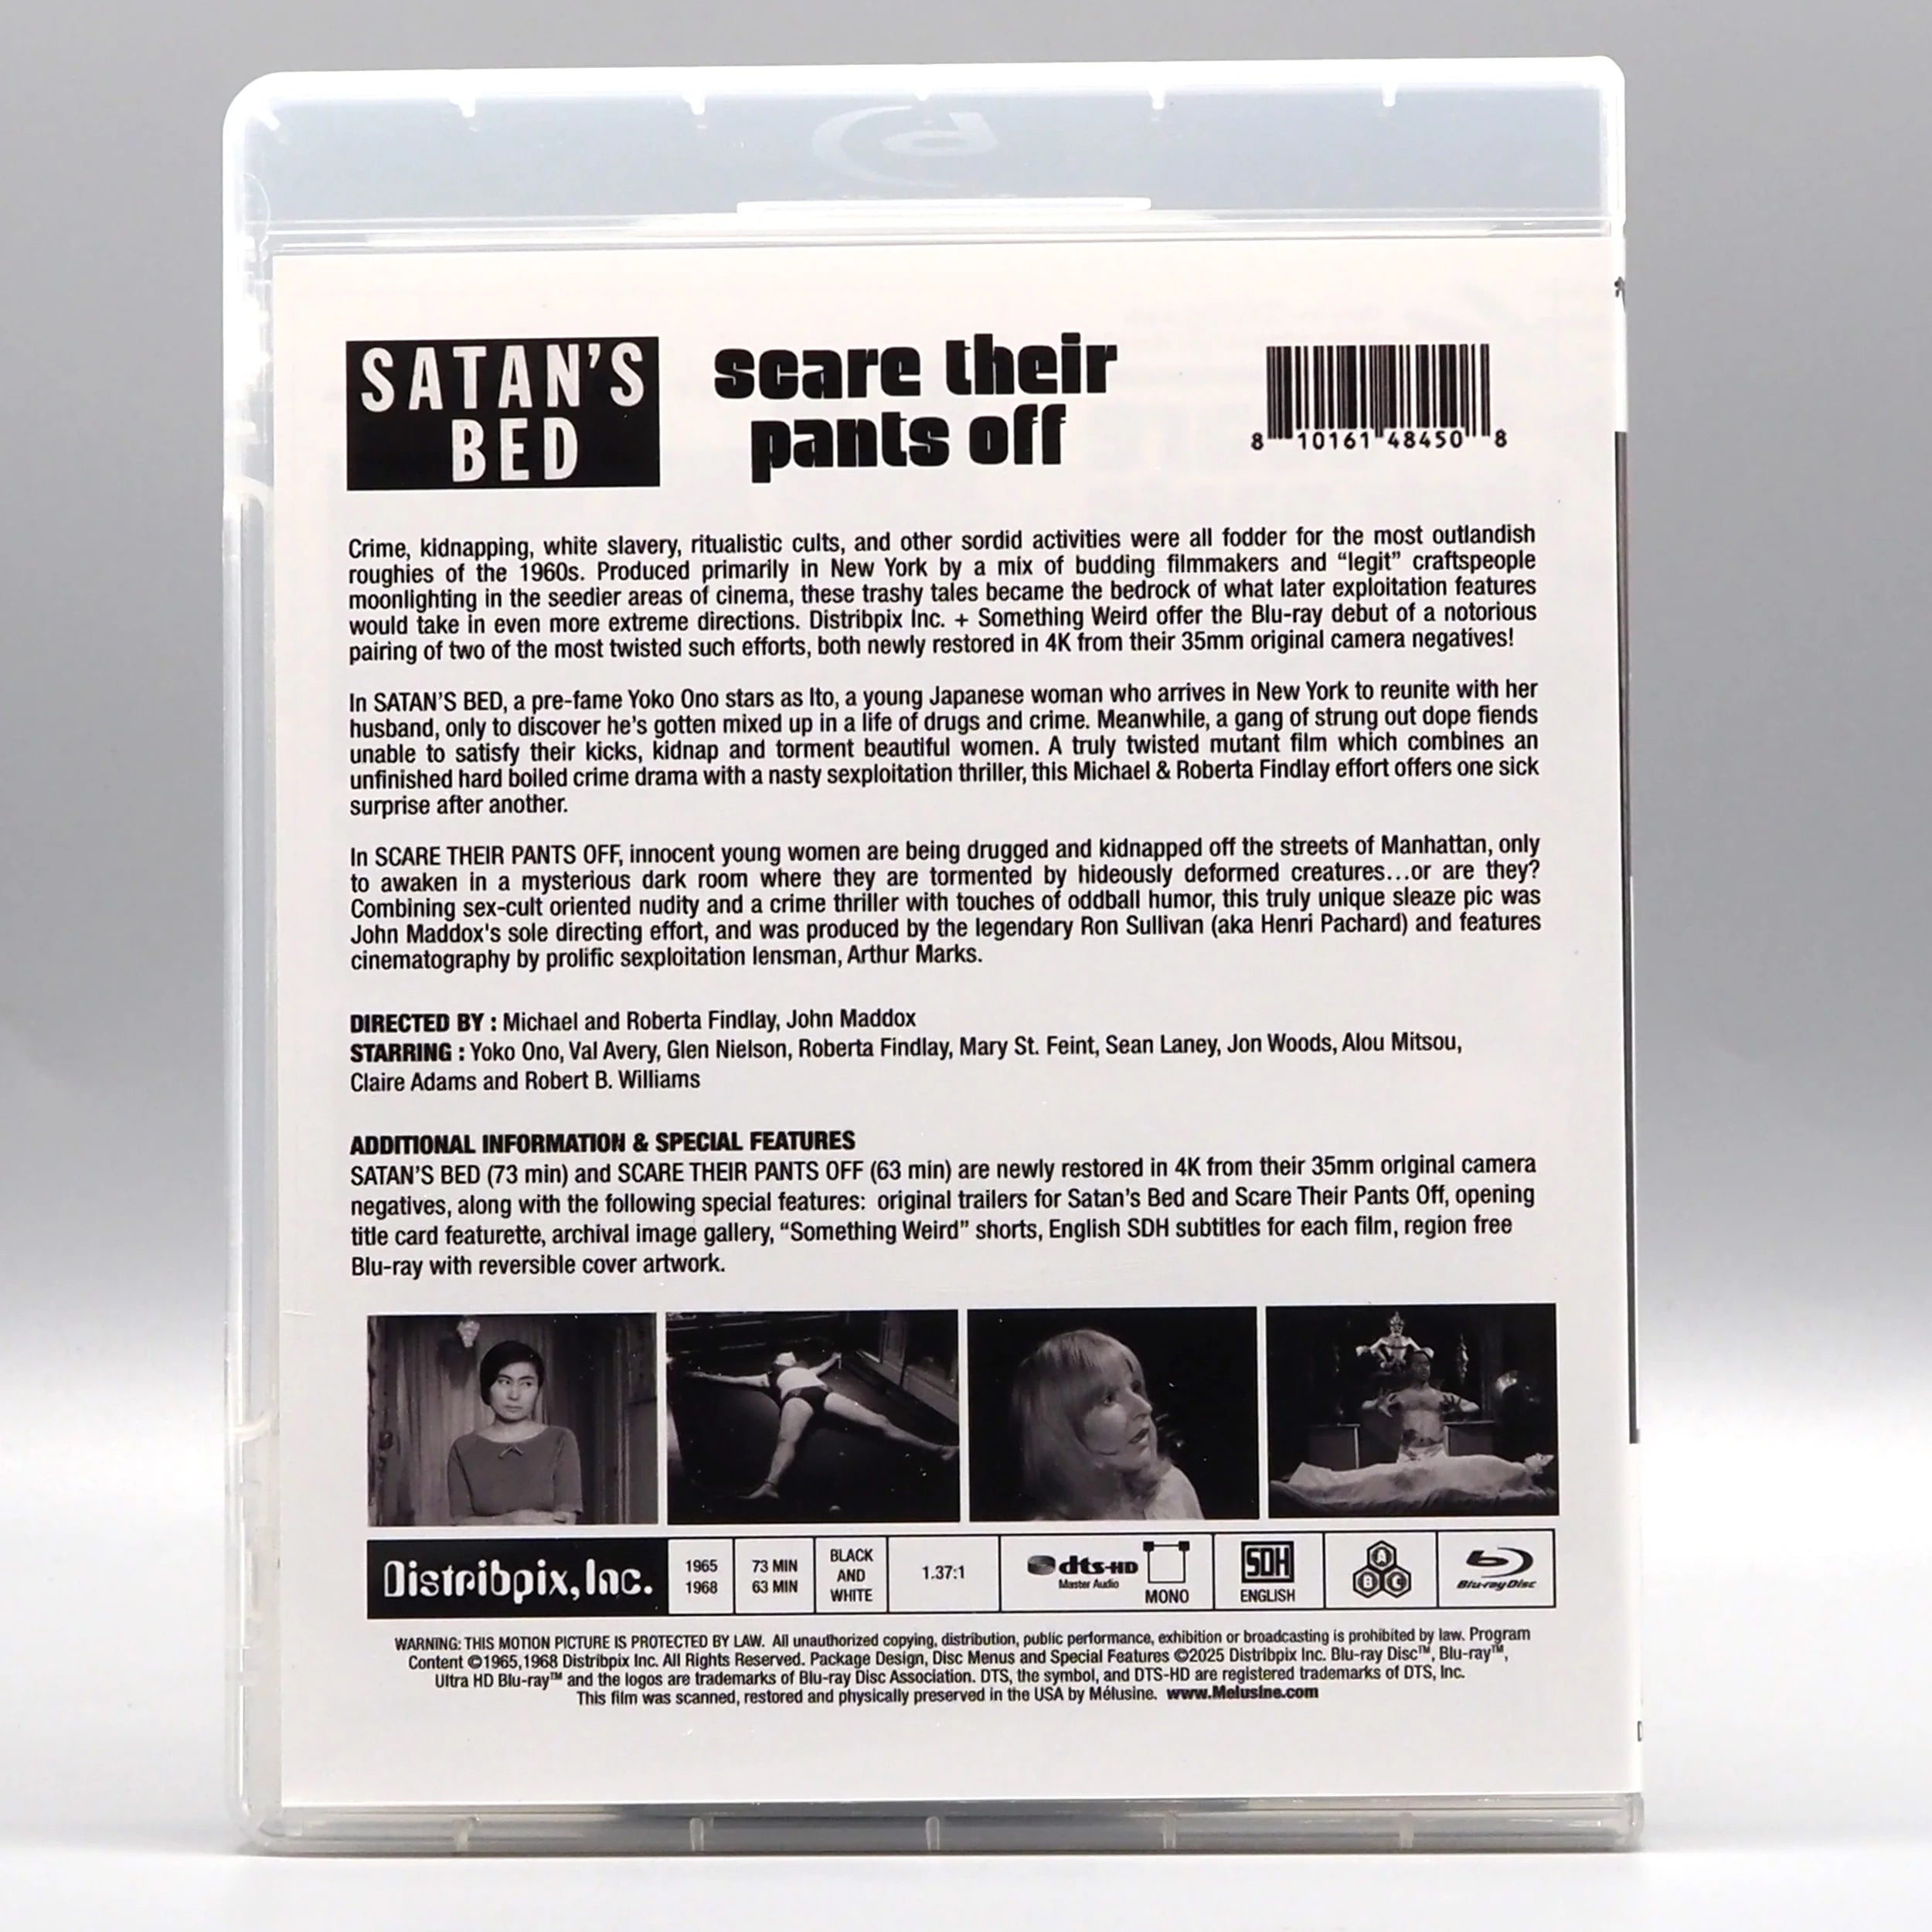 SATAN'S
BED
scare their
pants off
8 10161 48450 8
Crime, kidnapping, white slavery, ritualistic cults, and other sordid activities were all fodder for the most outlandish
roughies of the 1960s. Produced primarily in New York by a mix of budding filmmakers and “legit” craftspeople
moonlighting in the seedier areas of cinema, these trashy tales became the bedrock of what later exploitation features
would take in even more extreme directions. Distribpix Inc. + Something Weird offer the Blu-ray debut of a notorious
pairing of two of the most twisted such efforts, both newly restored in 4K from their 35mm original camera negatives!
In SATAN'S BED, a pre-fame Yoko Ono stars as Ito, a young Japanese woman who arrives in New York to reunite with her
husband, only to discover he's gotten mixed up in a life of drugs and crime. Meanwhile, a gang of strung out dope fiends
unable to satisfy their kicks, kidnap and torment beautiful women. A truly twisted mutant film which combines an
unfinished hard boiled crime drama with a nasty sexploitation thriller, this Michael & Roberta Findlay effort offers one sick
surprise after another.
In SCARE THEIR PANTS OFF, innocent young women are being drugged and kidnapped off the streets of Manhattan, only
to awaken in a mysterious dark room where they are tormented by hideously deformed creatures...or are they?
Combining sex-cult oriented nudity and a crime thriller with touches of oddball humor, this truly unique sleaze pic was
John Maddox's sole directing effort, and was produced by the legendary Ron Sullivan (aka Henri Pachard) and features
cinematography by prolific sexploitation lensman, Arthur Marks.
DIRECTED BY : Michael and Roberta Findlay, John Maddox
STARRING : Yoko Ono, Val Avery, Glen Nielson, Roberta Findlay, Mary St. Feint, Sean Laney, Jon Woods, Alou Mitsou,
Claire Adams and Robert B. Williams
ADDITIONAL INFORMATION & SPECIAL FEATURES
SATAN'S BED (73 min) and SCARE THEIR PANTS OFF (63 min) are newly restored in 4K from their 35mm original camera
negatives, along with the following special features: original trailers for Satan's Bed and Scare Their Pants Off, opening
title card featurette, archival image gallery, “Something Weird” shorts, English SDH subtitles for each film, region free
Blu-ray with reversible cover artwork.
Distribpix, Inc.
1965
1968
73 MIN
63 MIN
BLACK
AND
WHITE
1.37:1
dts-HD
Master Audio
MONO
SDH
ENGLISH
A
B C
Blu-ray Disc
WARNING: THIS MOTION PICTURE IS PROTECTED BY LAW. All unauthorized copying, distribution, public performance, exhibition or broadcasting is prohibited by law. Program
Content ©1965,1968 Distribpix Inc. All Rights Reserved. Package Design, Disc Menus and Special Features ©2025 Distribpix Inc. Blu-ray Disc™, Blu-ray™,
Ultra HD Blu-ray™ and the logos are trademarks of Blu-ray Disc Association. DTS, the symbol, and DTS-HD are registered trademarks of DTS, Inc.
This film was scanned, restored and physically preserved in the USA by Mélusine. www.Melusine.com